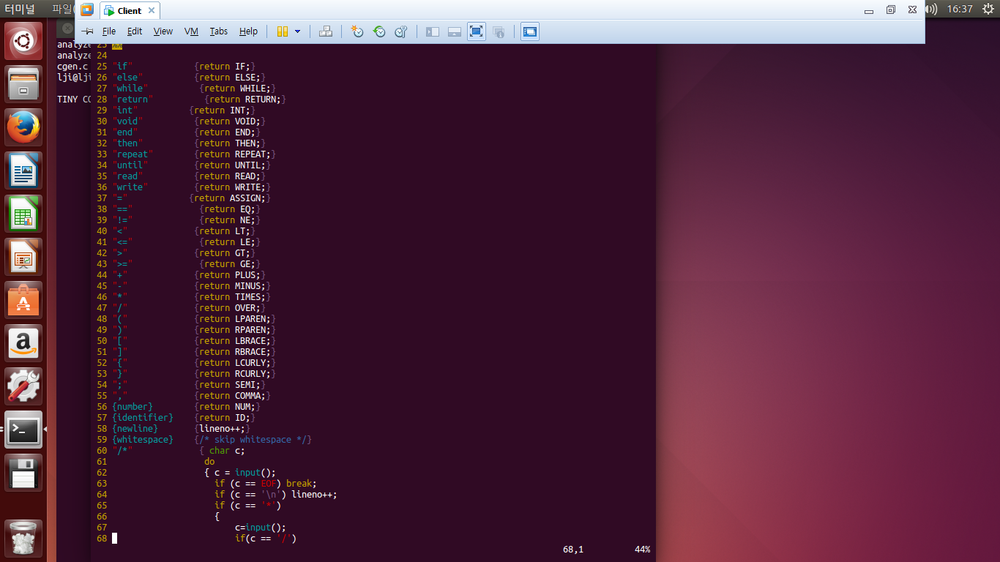 터미널 파일( Client 16:37
File Edit View VM Tabs Help
analyze 23 %%
analyze 24
cgen.c 25 "if" {return IF;}
lji@lji 26 "else" {return ELSE;}
27 "while" {return WHILE;}
TINY CO 28 "return" {return RETURN;}
29 "int" {return INT;}
30 "void" {return VOID;}
31 "end" {return END;}
32 "then" {return THEN;}
33 "repeat" {return REPEAT;}
34 "until" {return UNTIL;}
35 "read" {return READ;}
36 "write" {return WRITE;}
37 "=" {return ASSIGN;}
38 "==" {return EQ;}
39 "!=" {return NE;}
40 "<" {return LT;}
41 "<=" {return LE;}
42 ">" {return GT;}
43 ">=" {return GE;}
44 "+" {return PLUS;}
45 "-" {return MINUS;}
46 "*" {return TIMES;}
47 "/" {return OVER;}
48 "(" {return LPAREN;}
49 ")" {return RPAREN;}
50 "[" {return LBRACE;}
51 "]" {return RBRACE;}
52 "{" {return LCURLY;}
53 "}" {return RCURLY;}
54 ";" {return SEMI;}
55 "," {return COMMA;}
56 {number} {return NUM;}
57 {identifier} {return ID;}
58 {newline} {lineno++;}
59 {whitespace} {/* skip whitespace */}
60 "/*" { char c;
61 do
62 { c = input();
63 if (c == EOF) break;
64 if (c == '\n') lineno++;
65 if (c == '*')
66 {
67 c=input();
68 if(c == '/')
68,1 44%